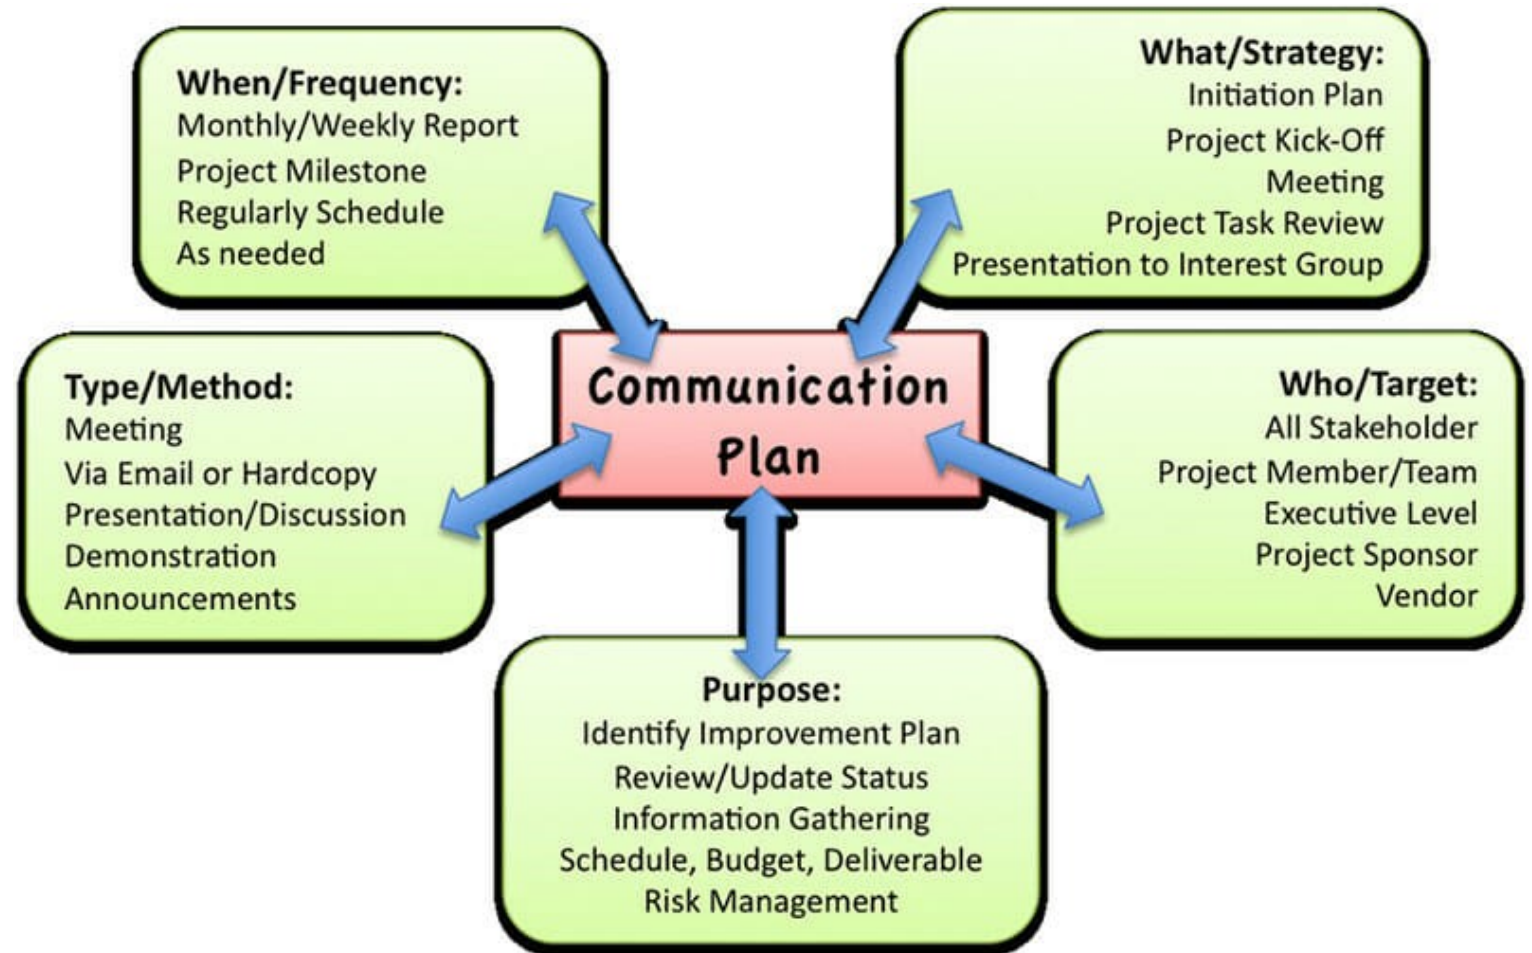 When/Frequency:
Monthly/Weekly Report
Project Milestone
Regularly Schedule
As needed
What/Strategy:
Initiation Plan
Project Kick-Off
Meeting
Project Task Review
Presentation to Interest Group
Type/Method:
Meeting
Via Email or Hardcopy
Presentation/Discussion
Demonstration
Announcements
Communication
Plan
Who/Target:
All Stakeholder
Project Member/Team
Executive Level
Project Sponsor
Vendor
Purpose:
Identify Improvement Plan
Review/Update Status
Information Gathering
Schedule, Budget, Deliverable
Risk Management